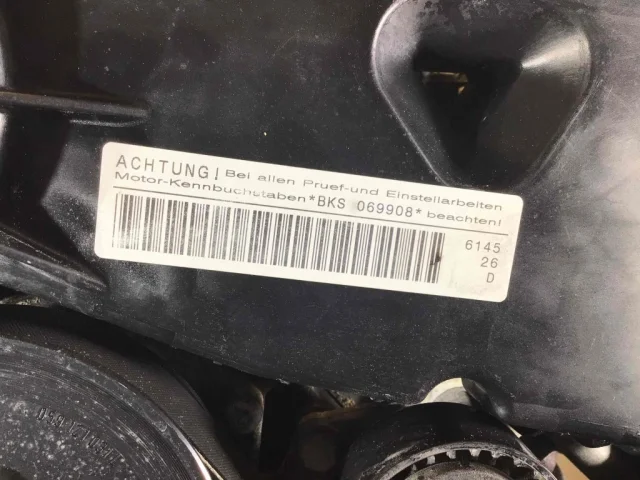 ACHTUNG! Bei allen Pruef-und Einstellarbeiten
Motor-Kennbuchstaben*BKS 069908* beachten!
6145
26
D